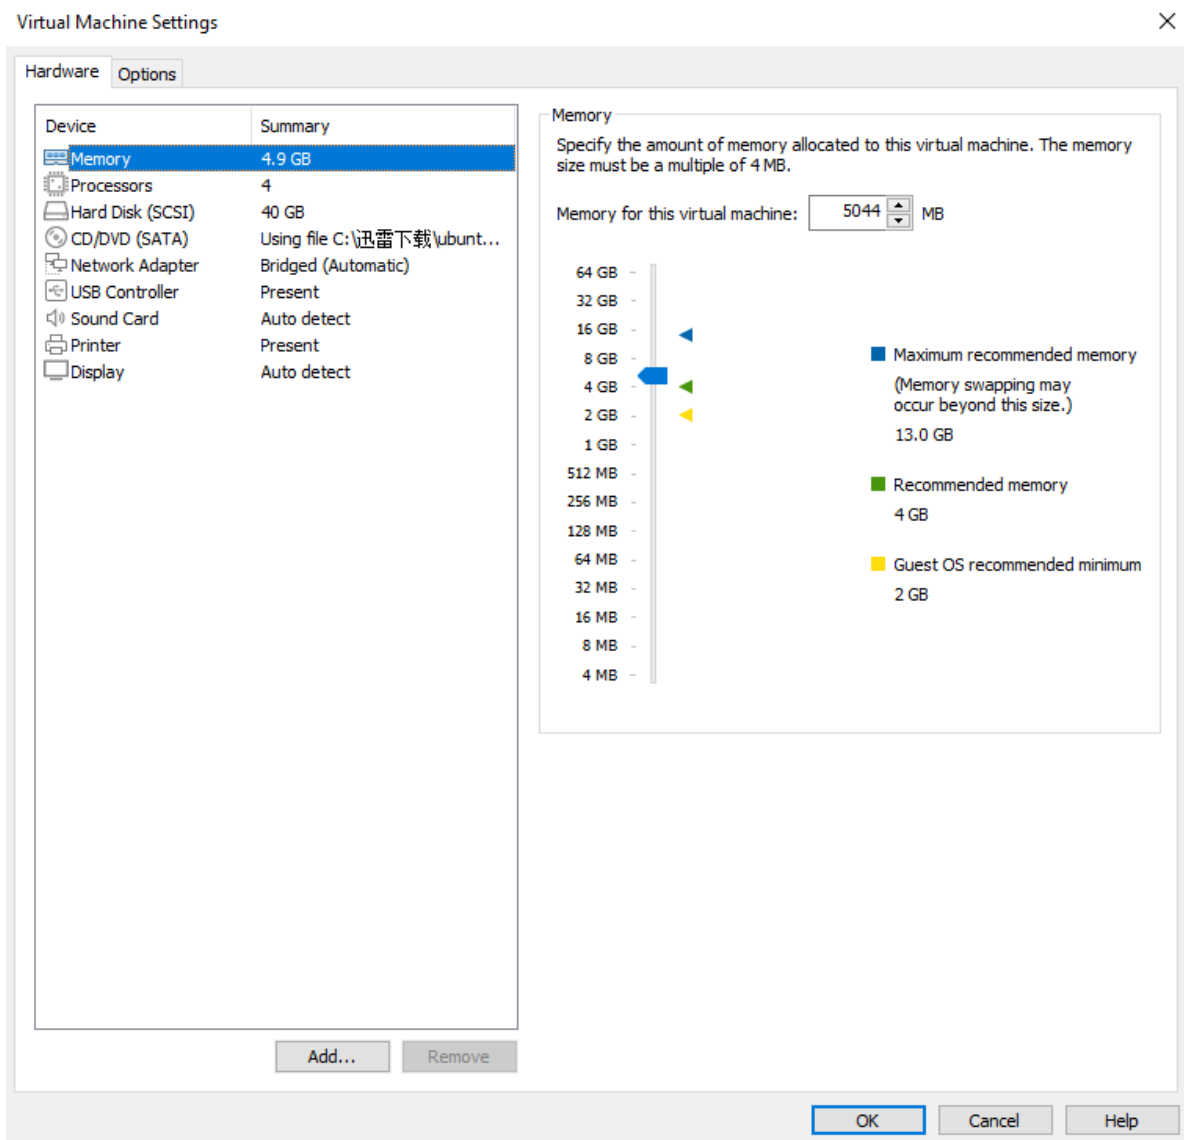 Virtual Machine Settings
Hardware Options
Device Summary
Memory 4.9 GB
Processors 4
Hard Disk (SCSI) 40 GB
CD/DVD (SATA) Using file C:\迅雷下载\ubunt...
Network Adapter Bridged (Automatic)
USB Controller Present
Sound Card Auto detect
Printer Present
Display Auto detect
Add... Remove
Memory
Specify the amount of memory allocated to this virtual machine. The memory
size must be a multiple of 4 MB.
Memory for this virtual machine: 5044 MB
64 GB
32 GB
16 GB
8 GB
4 GB
2 GB
1 GB
512 MB
256 MB
128 MB
64 MB
32 MB
16 MB
8 MB
4 MB
Maximum recommended memory
(Memory swapping may
occur beyond this size.)
13.0 GB
Recommended memory
4 GB
Guest OS recommended minimum
2 GB
OK Cancel Help